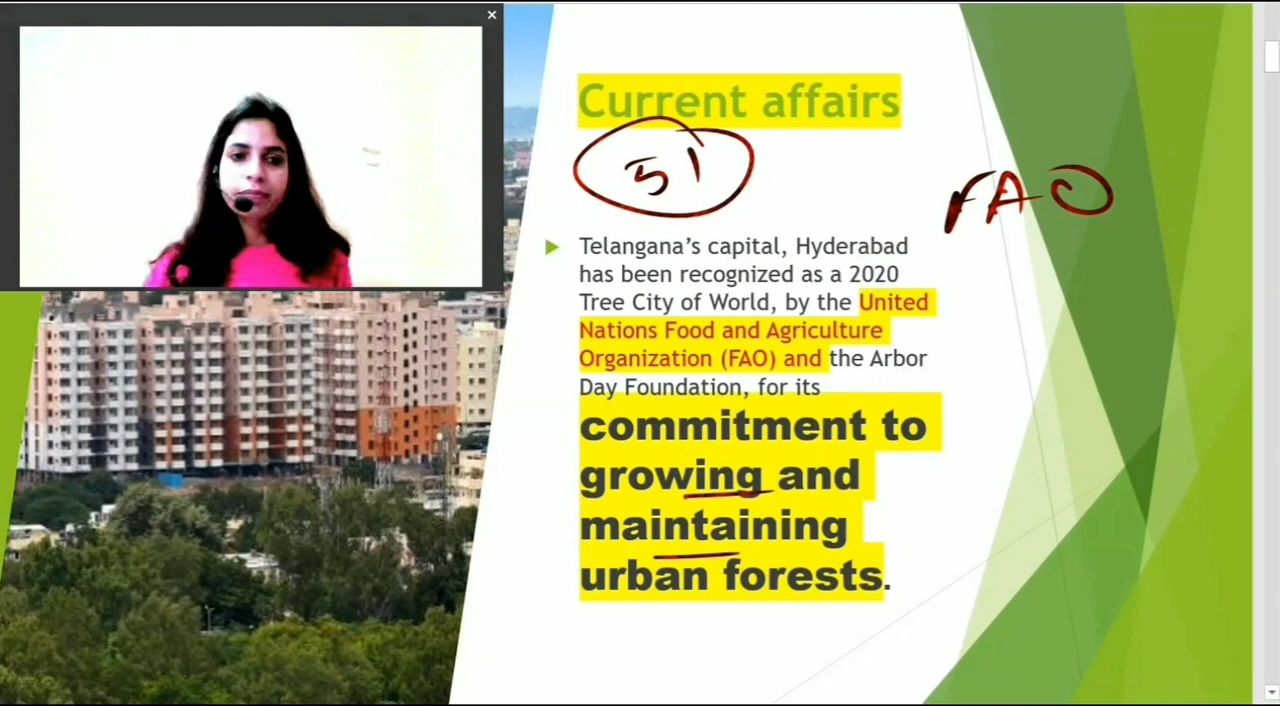 Current affairs
51
FAO
Telangana's capital, Hyderabad
has been recognized as a 2020
Tree City of World, by the United
Nations Food and Agriculture
Organization (FAO) and the Arbor
Day Foundation, for its
commitment to
growing and
maintaining
urban forests.